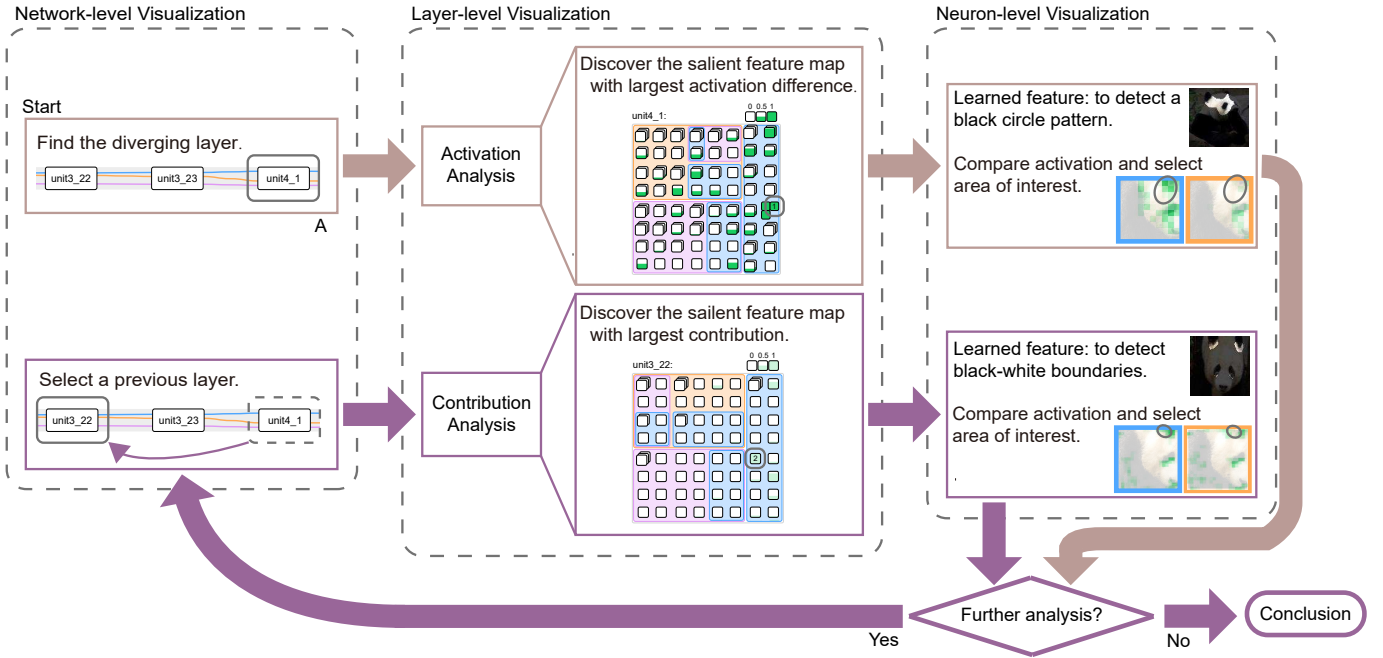 Network-level Visualization
Layer-level Visualization
Neuron-level Visualization
Start
Find the diverging layer.
unit3_22
unit3_23
unit4_1
A
Activation
Analysis
Discover the salient feature map
with largest activation difference.
0 0.5 1
unit4_1:
1
Learned feature: to detect a
black circle pattern.
Compare activation and select
area of interest.
Select a previous layer.
unit3_22
unit3_23
unit4_1
Contribution
Analysis
Discover the sailent feature map
with largest contribution.
0 0.5 1
unit3_22:
2
Learned feature: to detect
black-white boundaries.
Compare activation and select
area of interest.
Further analysis?
Yes
No
Conclusion